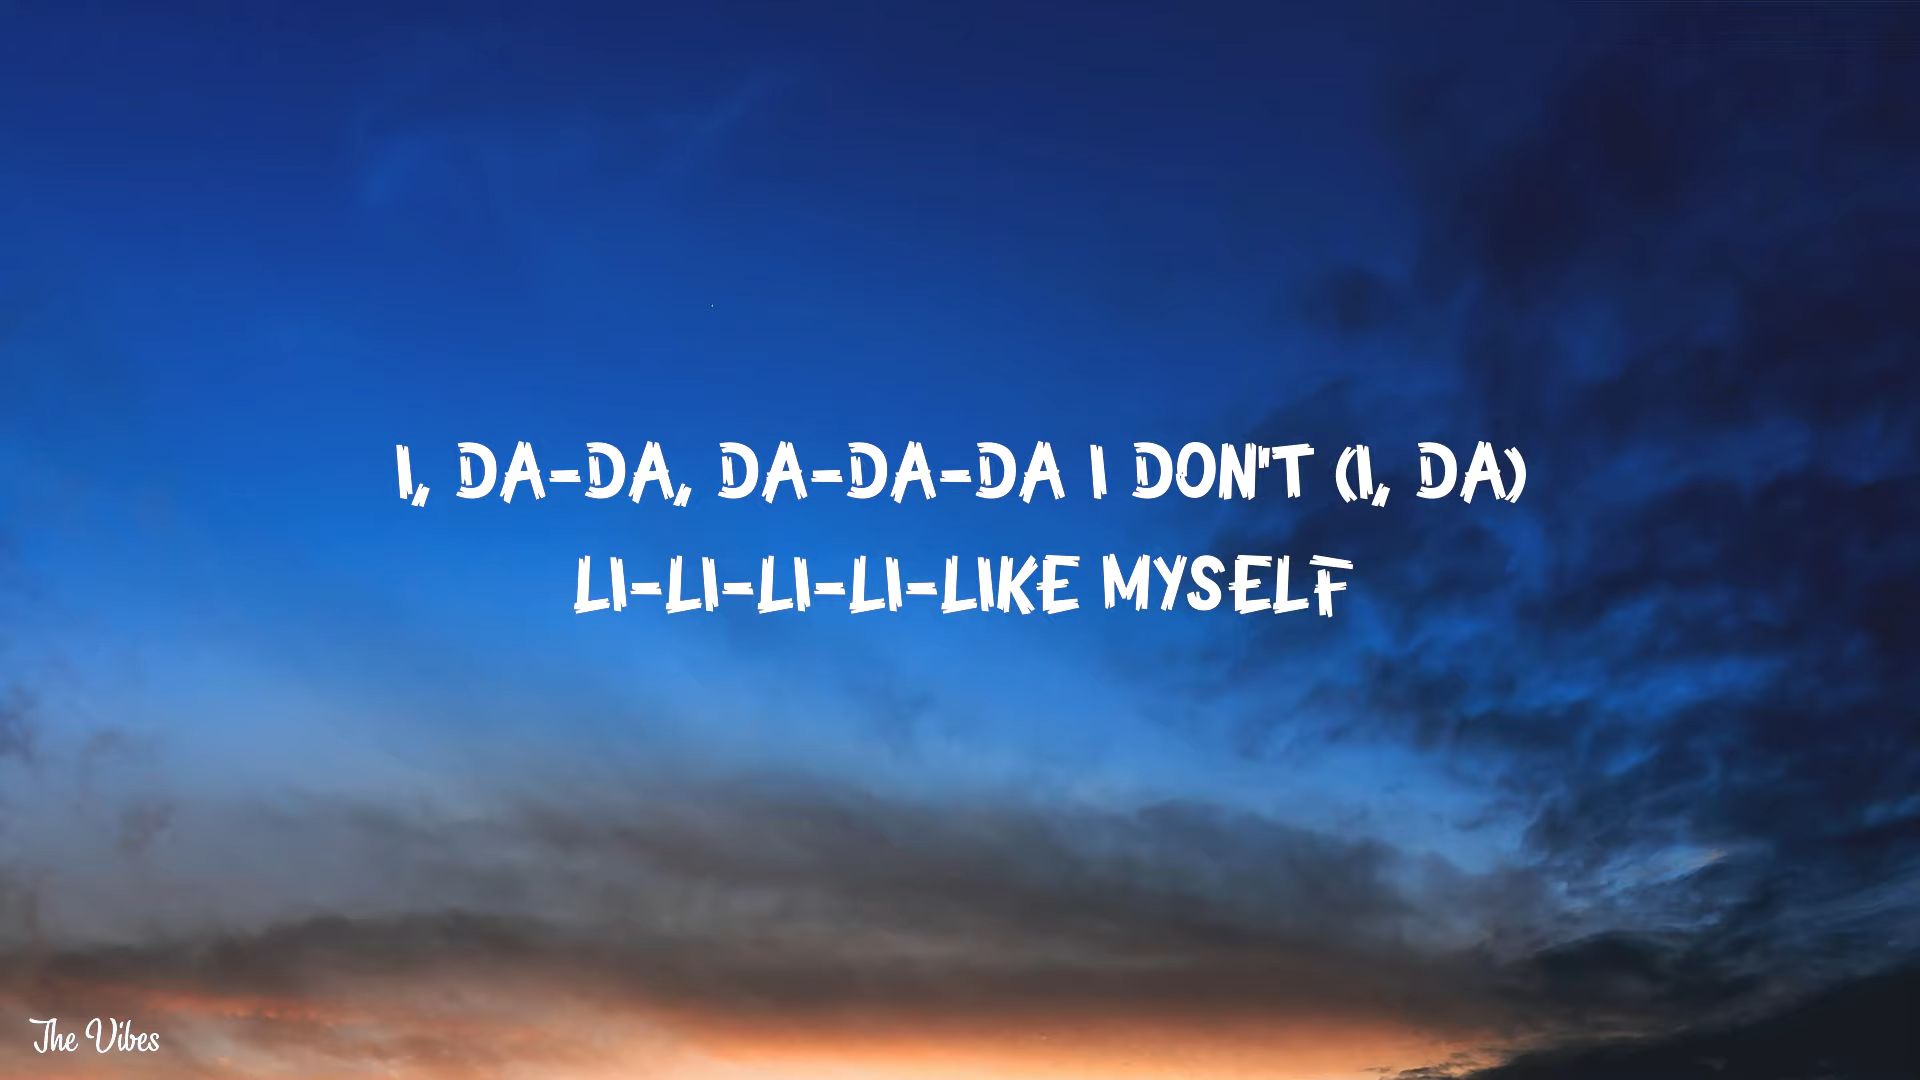 I, DA-DA, DA-DA-DA I DON'T (I, DA)
LI-LI-LI-LI-LIKE MYSELF
The Vibes